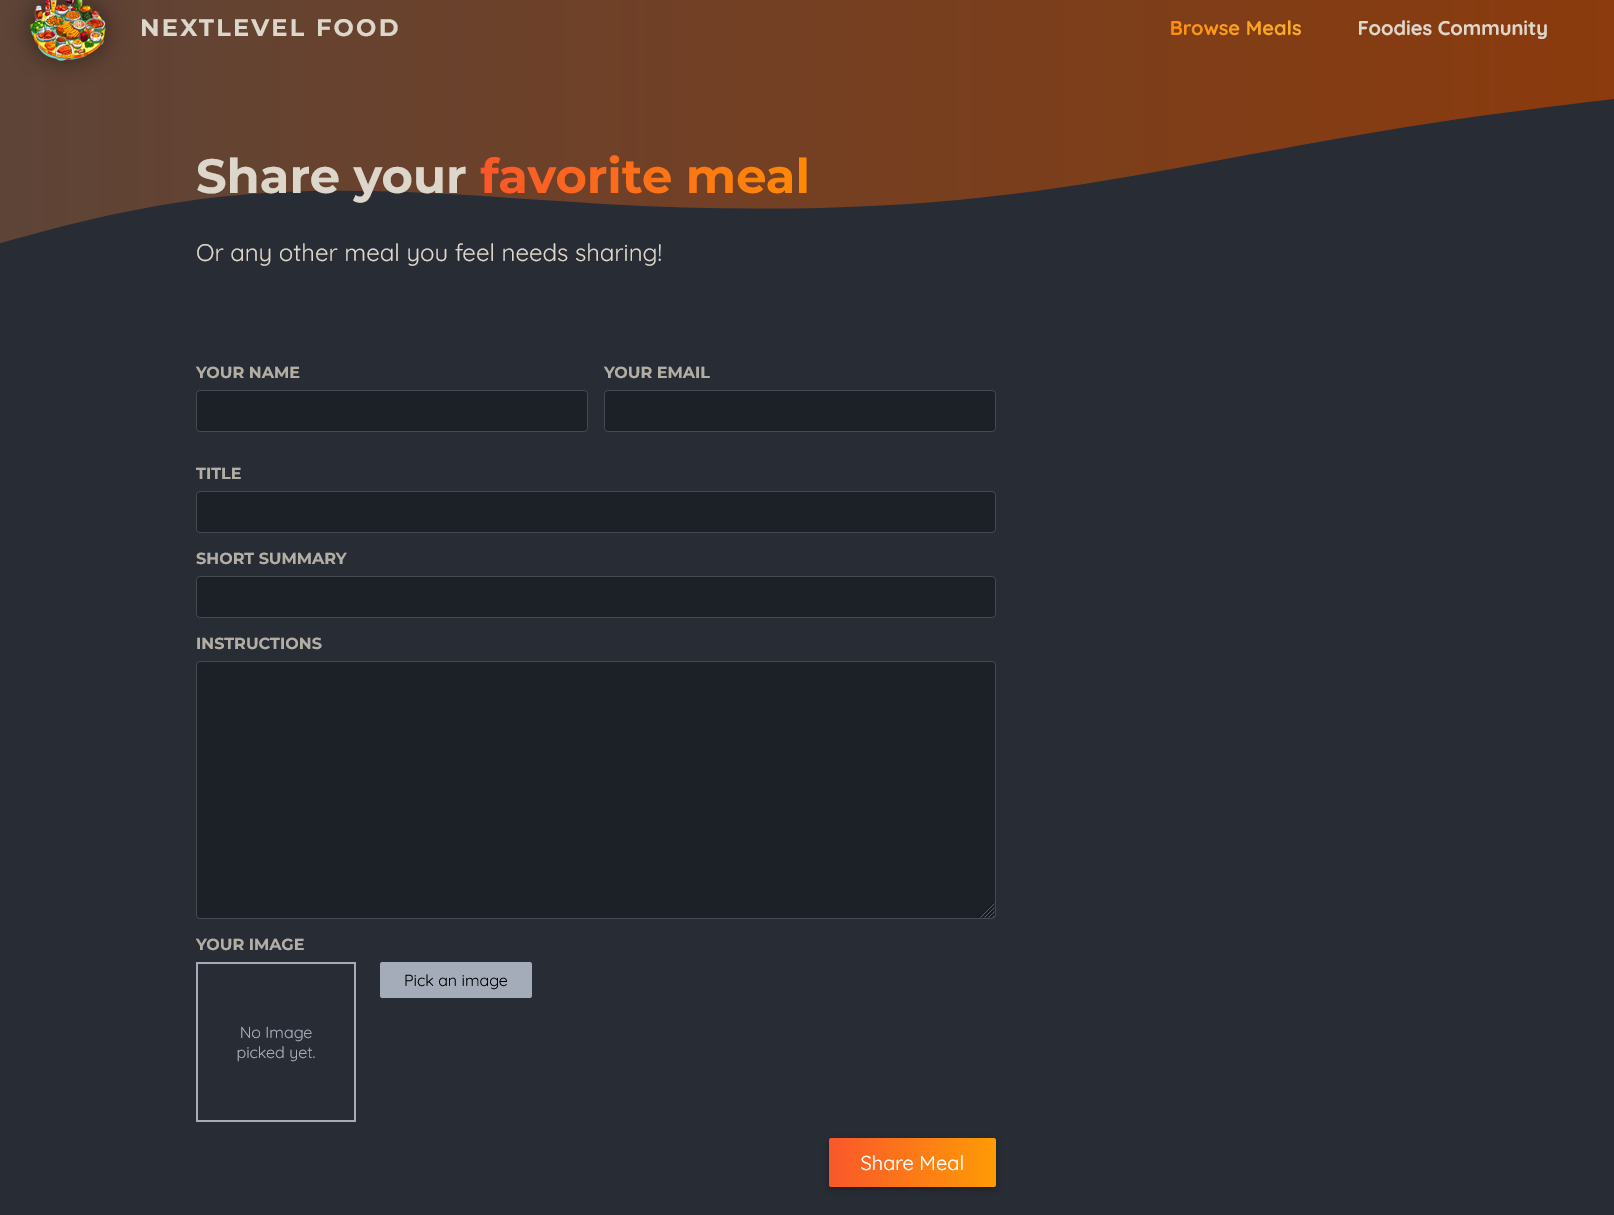 NEXTLEVEL FOOD
Browse Meals
Foodies Community
Share your favorite meal
Or any other meal you feel needs sharing!
YOUR NAME
YOUR EMAIL
TITLE
SHORT SUMMARY
INSTRUCTIONS
YOUR IMAGE
Pick an image
No Image
picked yet.
Share Meal